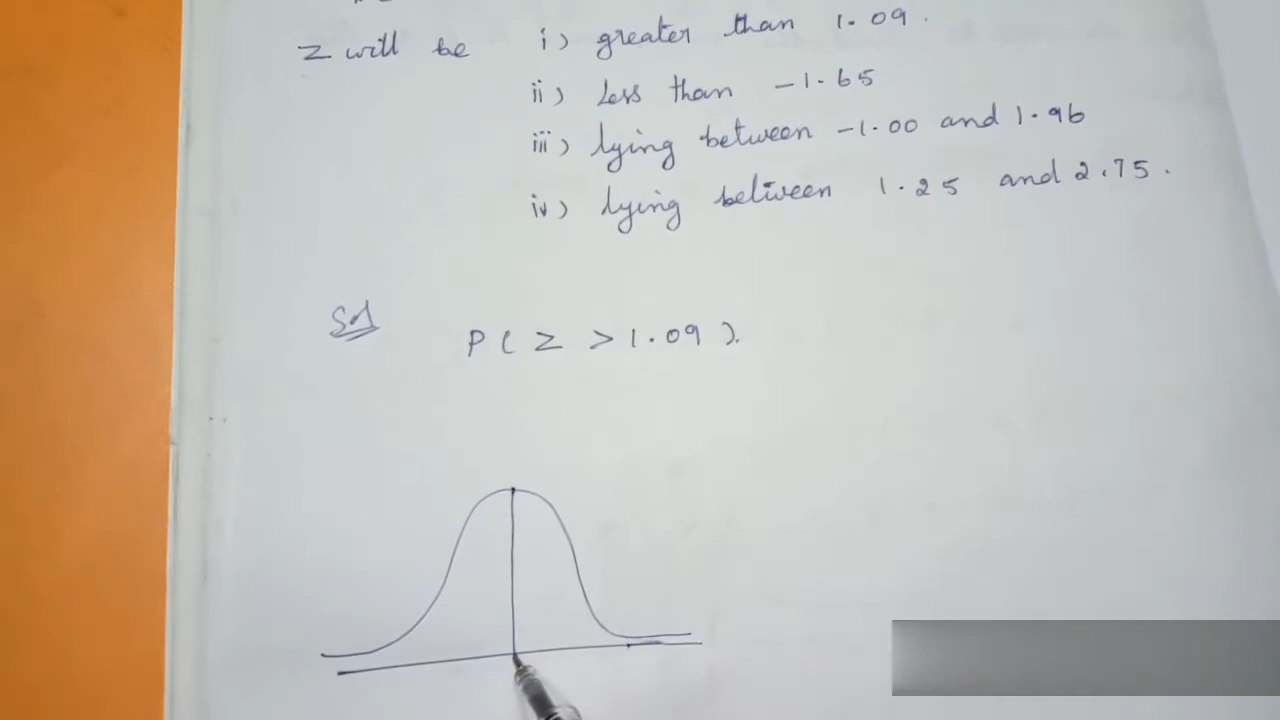 z will be i) greater than 1.09.
ii) less than -1.65
iii) lying between -1.00 and 1.96
iv) lying between 1.25 and 2.75.
Sol
P(Z > 1.09).